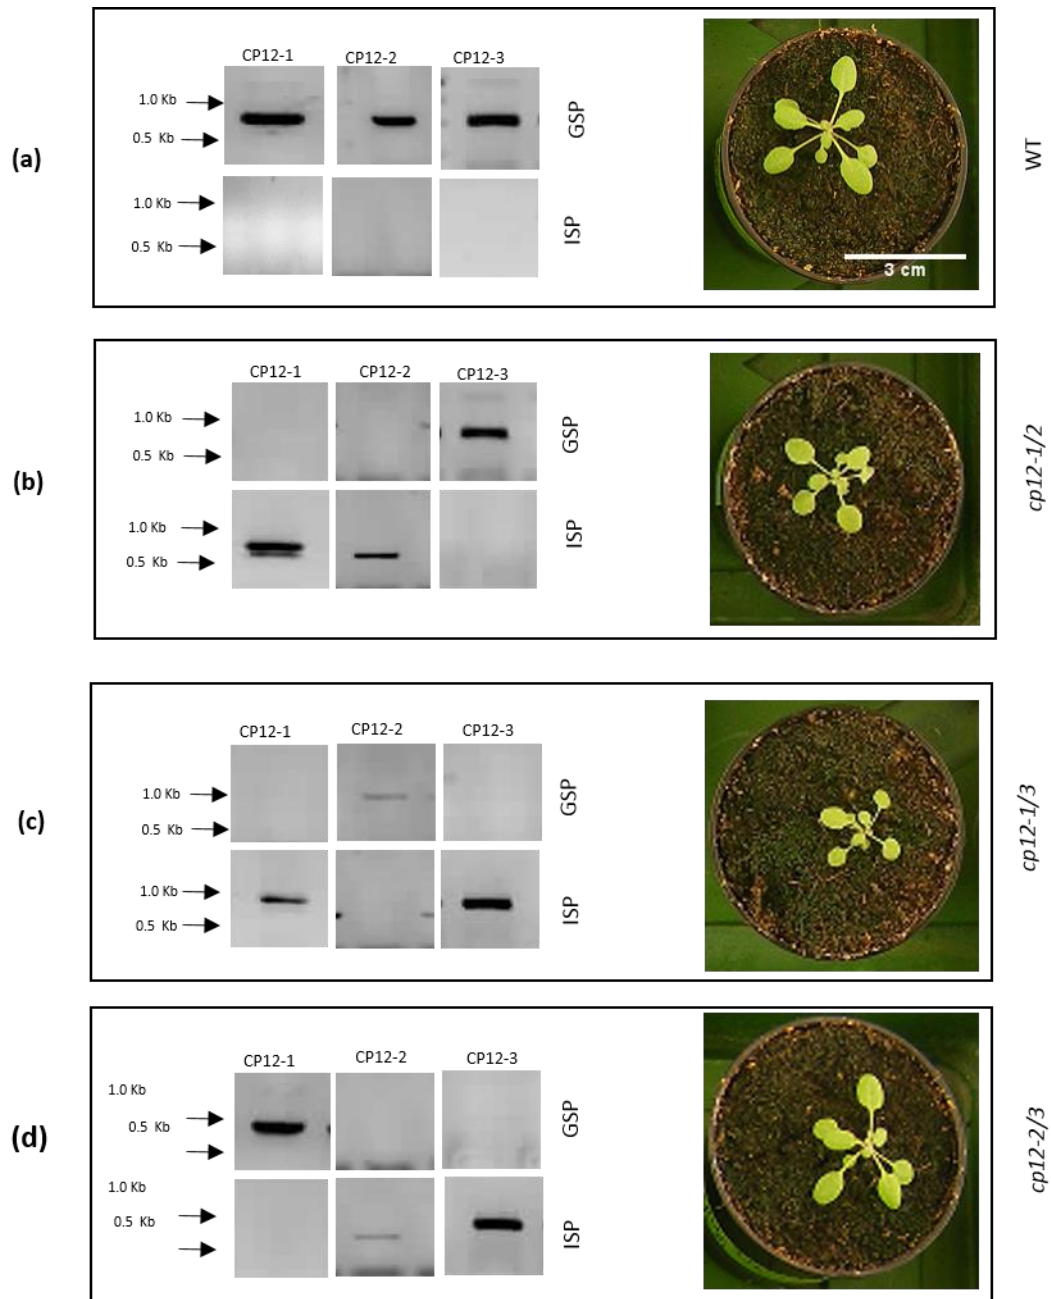 CP12-1 CP12-2 CP12-3
1.0 Kb
0.5 Kb
GSP
(a)
1.0 Kb
0.5 Kb
ISP
3 cm
WT
CP12-1 CP12-2 CP12-3
1.0 Kb
0.5 Kb
GSP
(b)
1.0 Kb
0.5 Kb
ISP
cp12-1/2
CP12-1 CP12-2 CP12-3
1.0 Kb
0.5 Kb
GSP
(c)
1.0 Kb
0.5 Kb
ISP
cp12-1/3
CP12-1 CP12-2 CP12-3
1.0 Kb
0.5 Kb
GSP
(d)
1.0 Kb
0.5 Kb
ISP
cp12-2/3